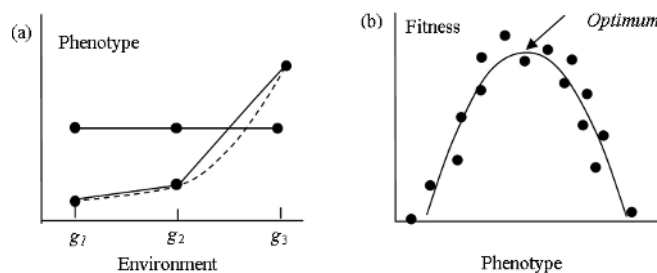 (a)
Phenotype
g1 g2 g3
Environment
(b)
Fitness
Optimum
Phenotype